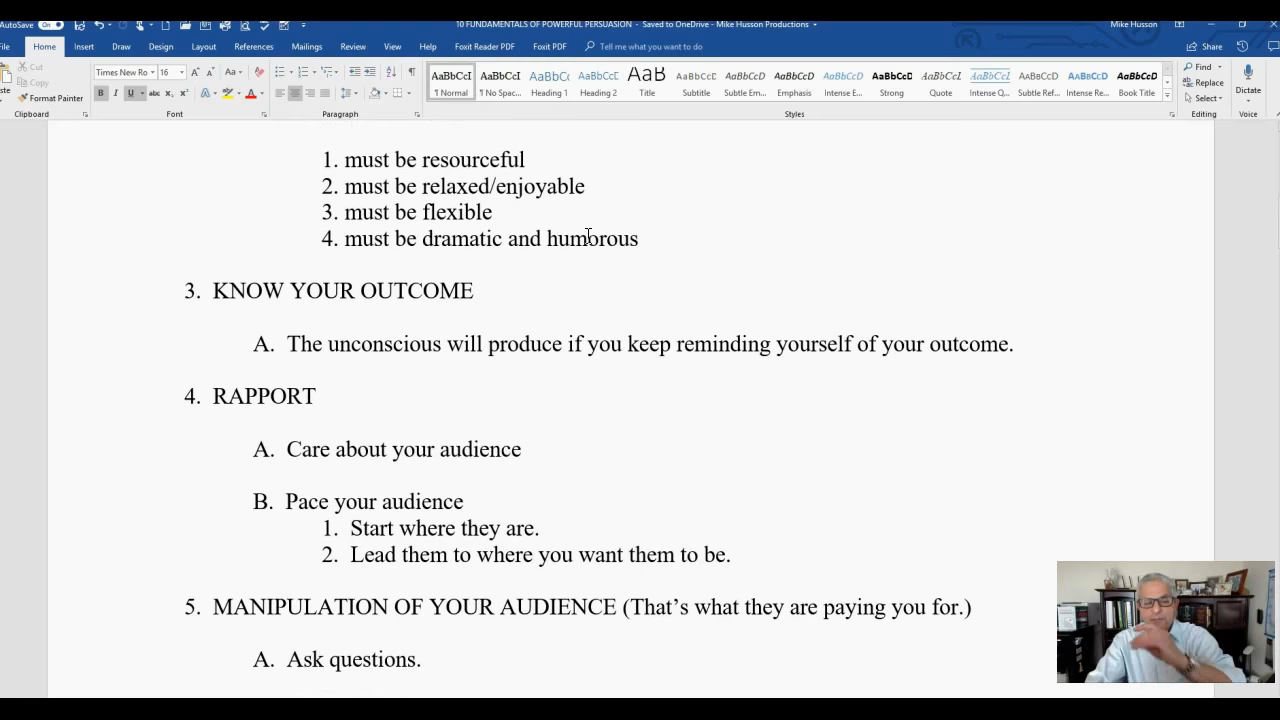 AutoSave On 10 FUNDAMENTALS OF POWERFUL PERSUASION - Saved to OneDrive - Mike Husson Productions Mike Husson
File Home Insert Draw Design Layout References Mailings Review View Help Foxit Reader PDF Foxit PDF Tell me what you want to do Share
Cut
Copy
Format Painter
Clipboard
Times New Ro 16
Font
Paragraph
AaBbCcI AaBbCcI AaBbCc AaBbCcI AaB AaBbCcD AaBbCcD AaBbCcD AaBbCcD AaBbCcI AaBbCcI AaBbCcI AaBbCcD AaBbCcD AaBbCcD
¶ Normal ¶ No Spac... Heading 1 Heading 2 Title Subtitle Subtle Em... Emphasis Intense E... Strong Quote Intense Q... Subtle Ref... Intense Re... Book Title
Styles
Find
Replace
Select
Editing
Dictate
Voice
1. must be resourceful
2. must be relaxed/enjoyable
3. must be flexible
4. must be dramatic and humorous
3. KNOW YOUR OUTCOME
A. The unconscious will produce if you keep reminding yourself of your outcome.
4. RAPPORT
A. Care about your audience
B. Pace your audience
1. Start where they are.
2. Lead them to where you want them to be.
5. MANIPULATION OF YOUR AUDIENCE (That’s what they are paying you for.)
A. Ask questions.